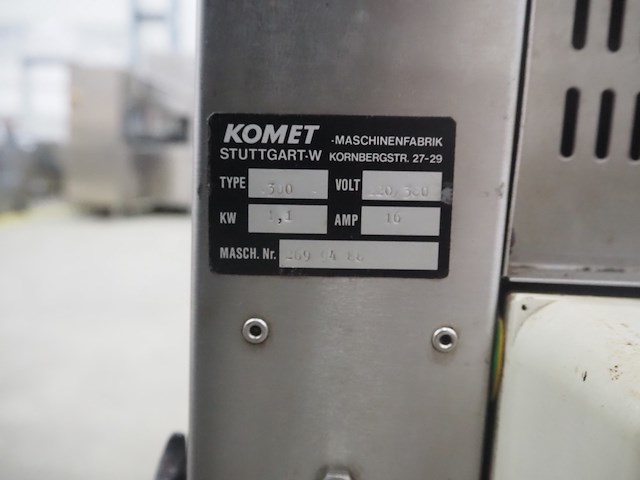 KOMET -MASCHINENFABRIK
STUTTGART-W KORNBERGSTR. 27-29
TYPE VOLT
KW 1,1 AMP 16
MASCH. Nr.